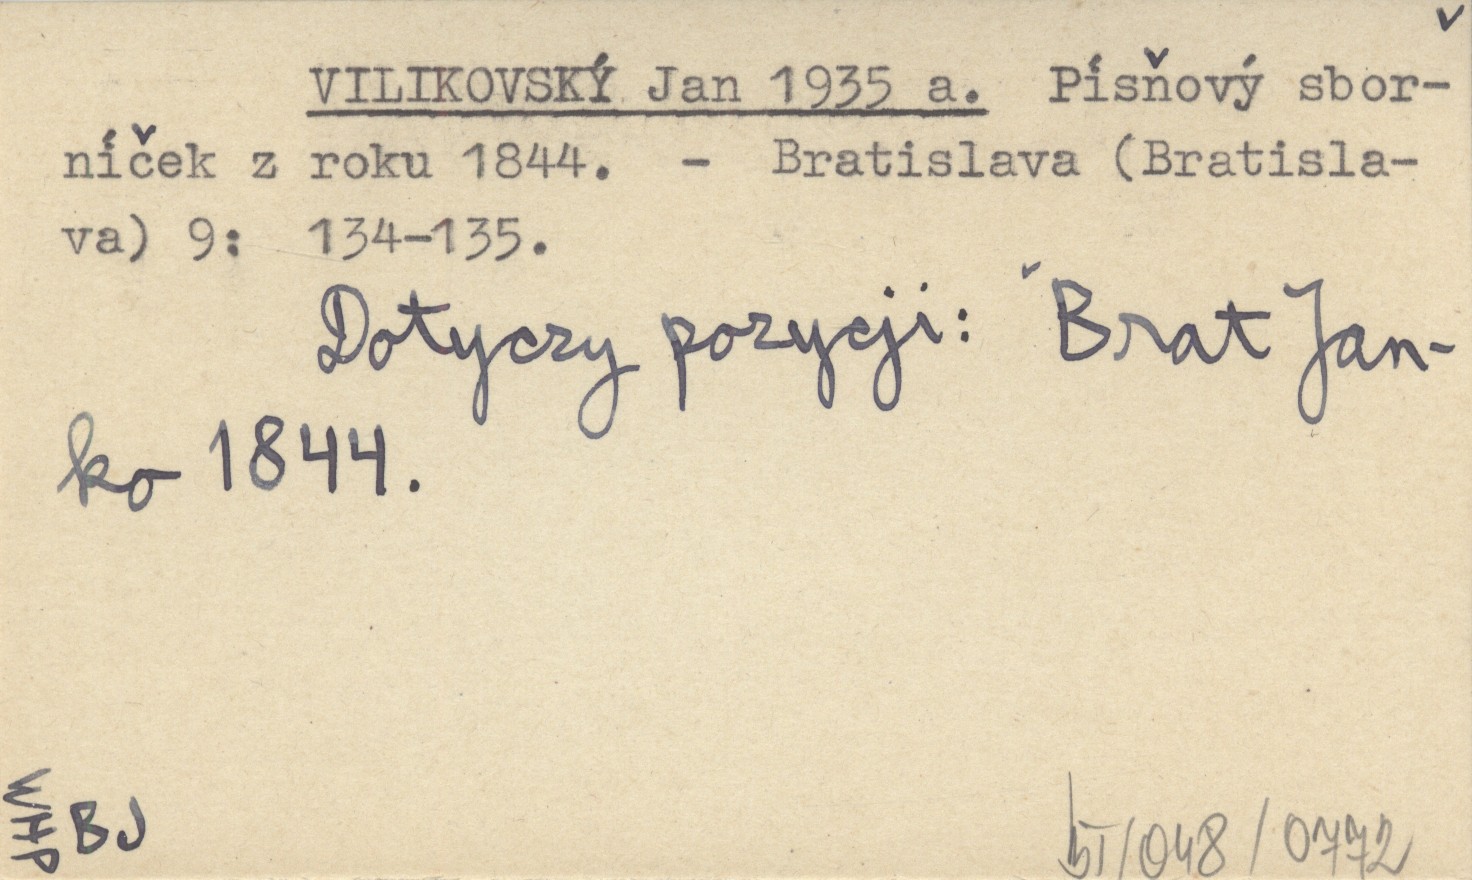 VILIKOVSKÝ Jan 1935 a. Písňový sbor-
níček z roku 1844. - Bratislava (Bratisla-
va) 9: 134-135.
Dotyczy pozycji: Brat Jan-
ko 1844.
WHP
BJ
/048/0772